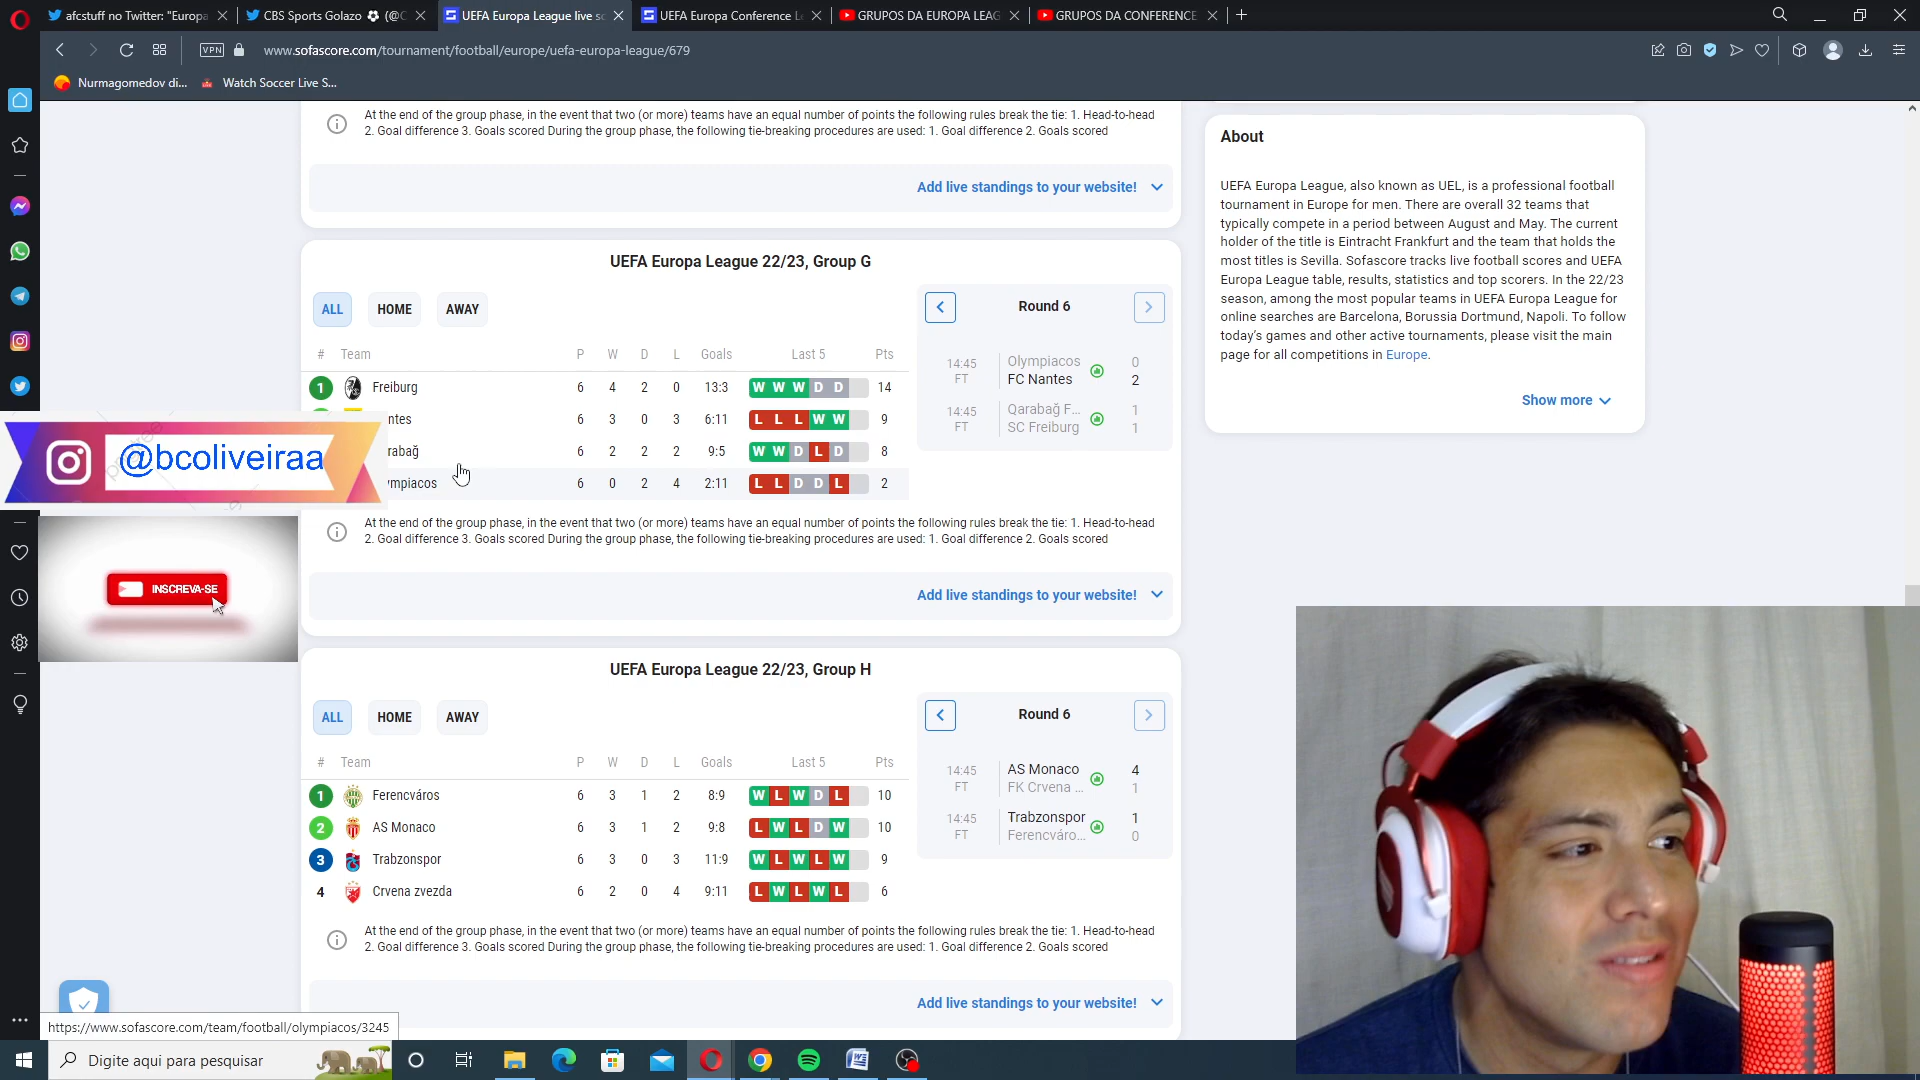 afcstuff no Twitter: "Europa
CBS Sports Golazo ⚽ (@C
UEFA Europa League live sc
UEFA Europa Conference L
GRUPOS DA EUROPA LEAG
GRUPOS DA CONFERENCE
VPN
www.sofascore.com/tournament/football/europe/uefa-europa-league/679
Nurmagomedov di...
Watch Soccer Live S...
At the end of the group phase, in the event that two (or more) teams have an equal number of points the following rules break the tie: 1. Head-to-head
2. Goal difference 3. Goals scored During the group phase, the following tie-breaking procedures are used: 1. Goal difference 2. Goals scored
Add live standings to your website!
About
UEFA Europa League, also known as UEL, is a professional football
tournament in Europe for men. There are overall 32 teams that
typically compete in a period between August and May. The current
holder of the title is Eintracht Frankfurt and the team that holds the
most titles is Sevilla. Sofascore tracks live football scores and UEFA
Europa League table, results, statistics and top scorers. In the 22/23
season, among the most popular teams in UEFA Europa League for
online searches are Barcelona, Borussia Dortmund, Napoli. To follow
today's games and other active tournaments, please visit the main
page for all competitions in Europe.
Show more
UEFA Europa League 22/23, Group G
ALL HOME AWAY
# Team P W D L Goals Last 5 Pts
1 Freiburg 6 4 2 0 13:3 W W W D D 14
ntes 6 3 0 3 6:11 L L L W W 9
rabağ 6 2 2 2 9:5 W W D L D 8
mpiacos 6 0 2 4 2:11 L L D D L 2
Round 6
14:45 Olympiacos 0
FT FC Nantes 2
14:45 Qarabağ F... 1
FT SC Freiburg 1
@bcoliveiraa
INSCREVA-SE
At the end of the group phase, in the event that two (or more) teams have an equal number of points the following rules break the tie: 1. Head-to-head
2. Goal difference 3. Goals scored During the group phase, the following tie-breaking procedures are used: 1. Goal difference 2. Goals scored
Add live standings to your website!
UEFA Europa League 22/23, Group H
ALL HOME AWAY
# Team P W D L Goals Last 5 Pts
1 Ferencváros 6 3 1 2 8:9 W L W D L 10
2 AS Monaco 6 3 1 2 9:8 L W L D W 10
3 Trabzonspor 6 3 0 3 11:9 W L W L W 9
4 Crvena zvezda 6 2 0 4 9:11 L W L W L 6
Round 6
14:45 AS Monaco 4
FT FK Crvena ... 1
14:45 Trabzonspor 1
FT Ferencváro... 0
At the end of the group phase, in the event that two (or more) teams have an equal number of points the following rules break the tie: 1. Head-to-head
2. Goal difference 3. Goals scored During the group phase, the following tie-breaking procedures are used: 1. Goal difference 2. Goals scored
Add live standings to your website!
https://www.sofascore.com/team/football/olympiacos/3245
Digite aqui para pesquisar